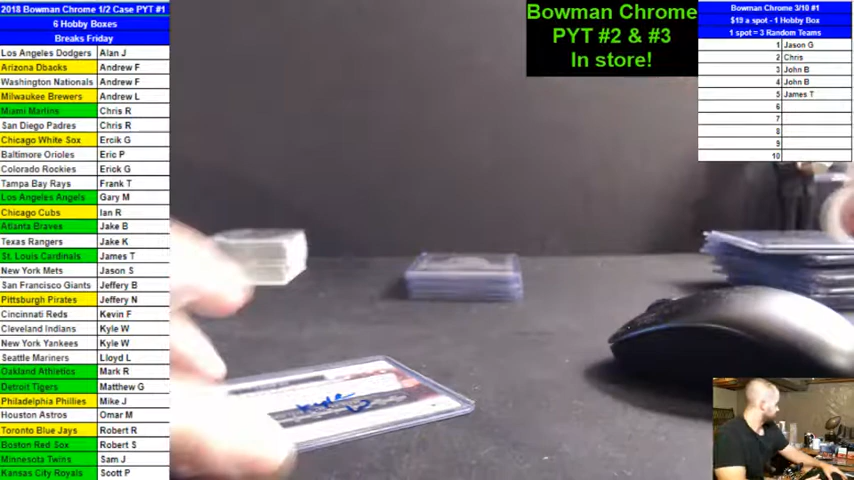 2018 Bowman Chrome 1/2 Case PYT #1
6 Hobby Boxes
Breaks Friday
Los Angeles Dodgers Alan J
Arizona Dbacks Andrew F
Washington Nationals Andrew F
Milwaukee Brewers Andrew L
Miami Marlins Chris R
San Diego Padres Chris R
Chicago White Sox Ercik G
Baltimore Orioles Eric P
Colorado Rockies Erick G
Tampa Bay Rays Frank T
Los Angeles Angels Gary M
Chicago Cubs Ian R
Atlanta Braves Jake B
Texas Rangers Jake K
St. Louis Cardinals James T
New York Mets Jason S
San Francisco Giants Jeffery B
Pittsburgh Pirates Jeffery N
Cincinnati Reds Kevin F
Cleveland Indians Kyle W
New York Yankees Kyle W
Seattle Mariners Lloyd L
Oakland Athletics Mark R
Detroit Tigers Matthew G
Philadelphia Phillies Mike J
Houston Astros Omar M
Toronto Blue Jays Robert R
Boston Red Sox Robert S
Minnesota Twins Sam J
Kansas City Royals Scott P
Bowman Chrome
PYT #2 & #3
In store!
Bowman Chrome 3/10 #1
$19 a spot - 1 Hobby Box
1 spot = 3 Random Teams
1 Jason G
2 Chris
3 John B
4 John B
5 James T
6
7
8
9
10
Kyle